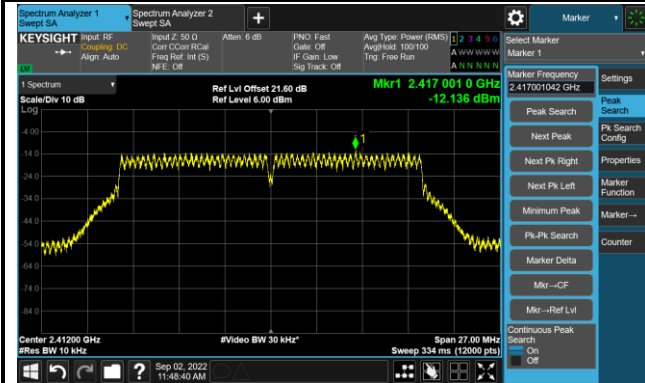 Spectrum Analyzer 1
Swept SA
Spectrum Analyzer 2
Swept SA
+
Marker
KEYSIGHT
Input: RF
Coupling: DC
Align: Auto
Input Z: 50 Ω
Corr CCorr RCal
Freq Ref: Int (S)
NFE: Off
Atten: 6 dB
PNO: Fast
Gate: Off
IF Gain: Low
Sig Track: Off
Avg Type: Power (RMS)
Avg|Hold: 100/100
Trig: Free Run
1 2 3 4 5 6
A W W W W W
A N N N N N
LV
Select Marker
Marker 1
1 Spectrum
Scale/Div 10 dB
Log
Ref Lvl Offset 21.60 dB
Ref Level 6.00 dBm
Mkr1 2.417 001 0 GHz
-12.136 dBm
-4.00
-14.0
-24.0
-34.0
-44.0
-54.0
-64.0
-74.0
-84.0
1
Center 2.41200 GHz
#Res BW 10 kHz
#Video BW 30 kHz*
Span 27.00 MHz
Sweep 334 ms (12000 pts)
Marker Frequency
2.417001042 GHz
Peak Search
Next Peak
Next Pk Right
Next Pk Left
Minimum Peak
Pk-Pk Search
Marker Delta
Mkr→CF
Mkr→Ref Lvl
Continuous Peak
Search
On
Off
Settings
Peak
Search
Pk Search
Config
Properties
Marker
Function
Marker→
Counter
?
Sep 02, 2022
11:48:40 AM